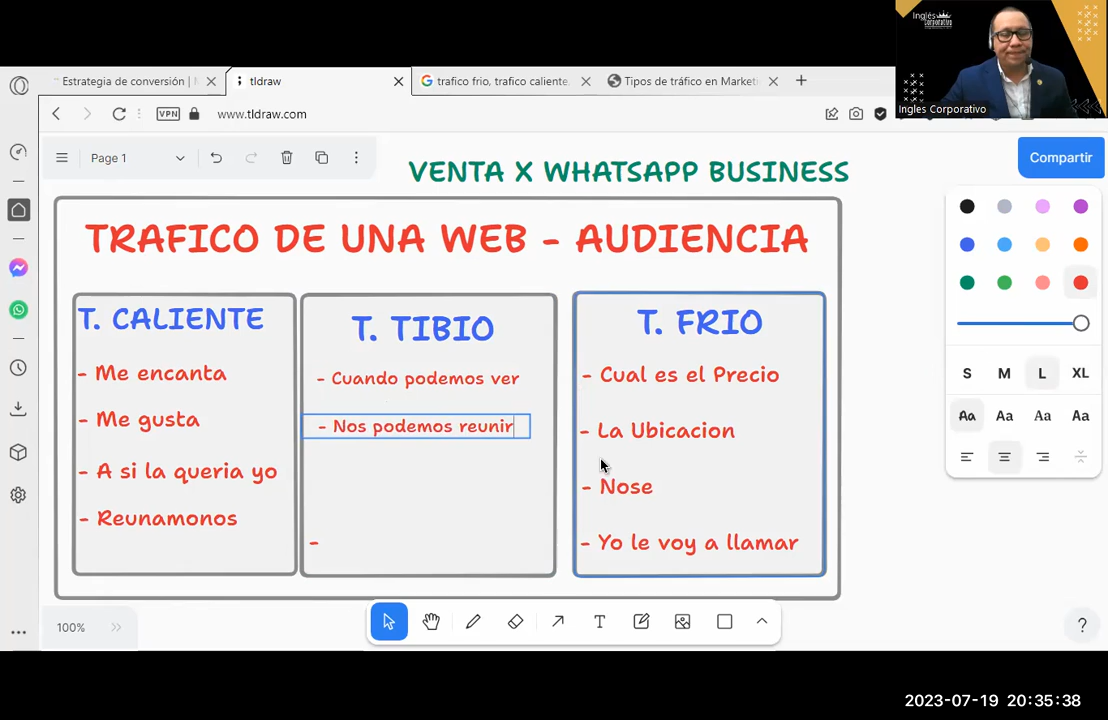 Inglés
Corporativo
Ingles Corporativo
Estrategia de conversión |
tldraw
trafico frio, trafico caliente,
Tipos de tráfico en Marketi
VPN
www.tldraw.com
Page 1
Compartir
VENTA X WHATSAPP BUSINESS
TRAFICO DE UNA WEB - AUDIENCIA
T. CALIENTE
- Me encanta
- Me gusta
- A si la queria yo
- Reunamonos
T. TIBIO
- Cuando podemos ver
- Nos podemos reunir
-
T. FRIO
- Cual es el Precio
- La Ubicacion
- Nose
- Yo le voy a llamar
S M L XL
Aa Aa Aa Aa
100%
T
?
2023-07-19 20:35:38